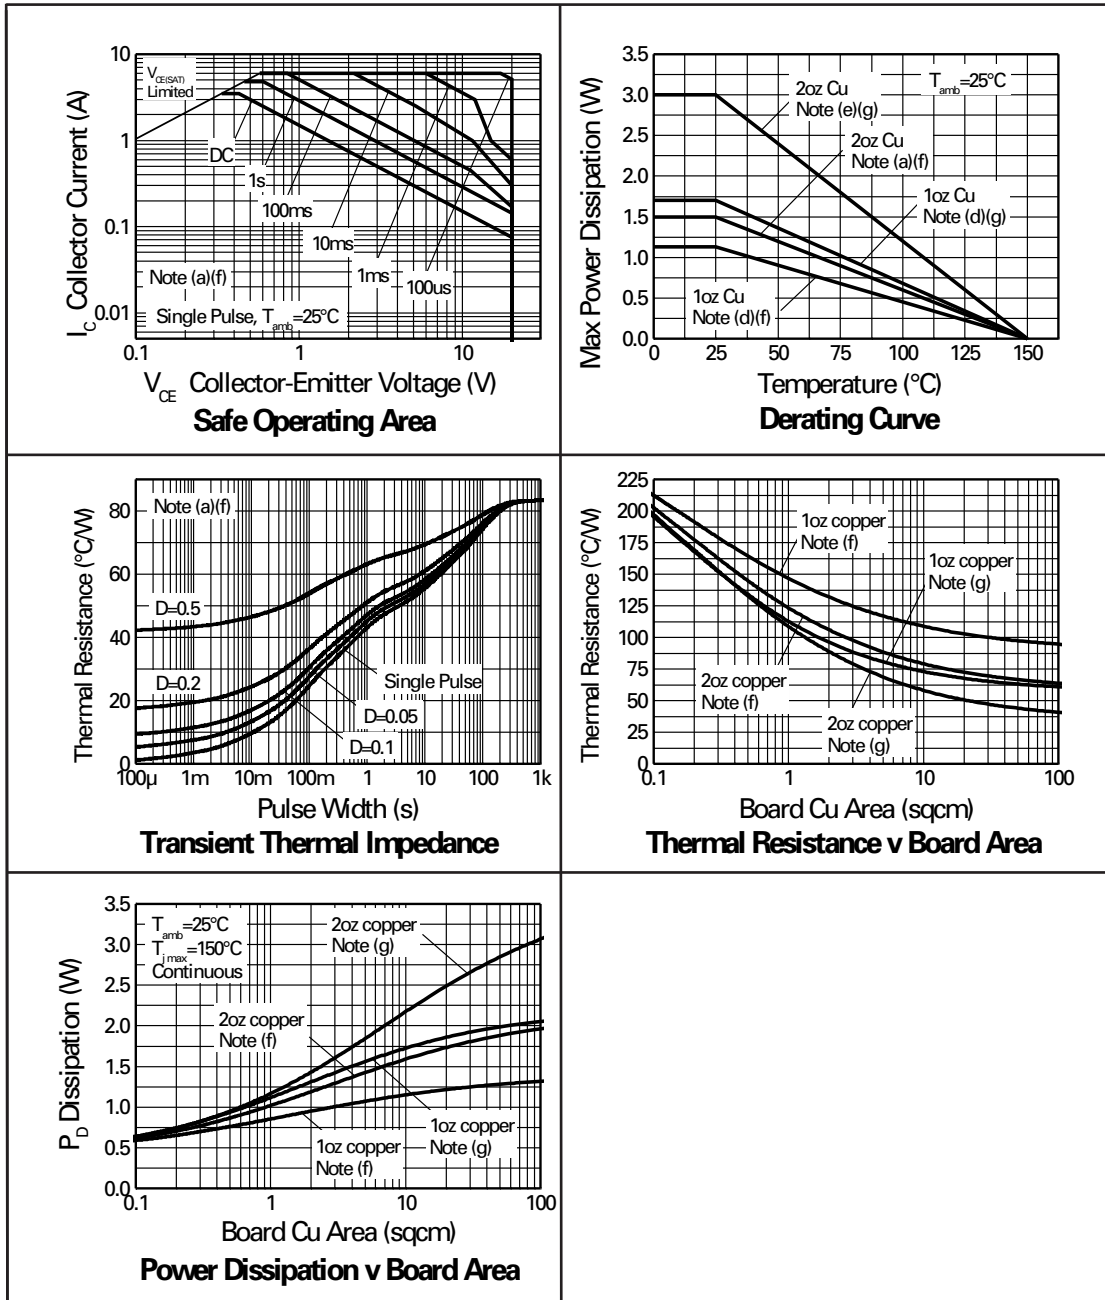 10
1
0.1
0.01
0.1
1
10
V_CE(SAT)
Limited
DC
1s
100ms
10ms
1ms
100us
Note (a)(f)
Single Pulse, T_amb=25°C
I_C Collector Current (A)
V_CE Collector-Emitter Voltage (V)
Safe Operating Area
3.5
3.0
2.5
2.0
1.5
1.0
0.5
0.0
0
25
50
75
100
125
150
T_amb=25°C
2oz Cu
Note (e)(g)
2oz Cu
Note (a)(f)
1oz Cu
Note (d)(g)
1oz Cu
Note (d)(f)
Max Power Dissipation (W)
Temperature (°C)
Derating Curve
80
60
40
20
0
100µ
1m
10m
100m
1
10
100
1k
Note (a)(f)
D=0.5
D=0.2
Single Pulse
D=0.05
D=0.1
Thermal Resistance (°C/W)
Pulse Width (s)
Transient Thermal Impedance
225
200
175
150
125
100
75
50
25
0
0.1
1
10
100
1oz copper
Note (f)
1oz copper
Note (g)
2oz copper
Note (f)
2oz copper
Note (g)
Thermal Resistance (°C/W)
Board Cu Area (sqcm)
Thermal Resistance v Board Area
3.5
3.0
2.5
2.0
1.5
1.0
0.5
0.0
0.1
1
10
100
T_amb=25°C
T_j max=150°C
Continuous
2oz copper
Note (g)
2oz copper
Note (f)
1oz copper
Note (g)
1oz copper
Note (f)
P_D Dissipation (W)
Board Cu Area (sqcm)
Power Dissipation v Board Area